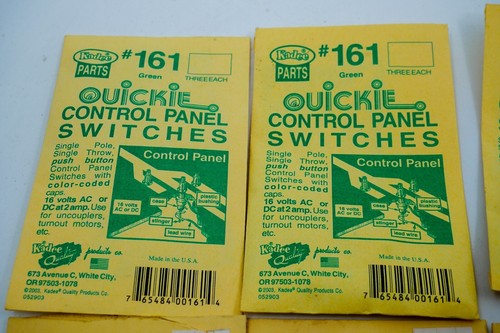 Kadee
PARTS
#161
Green
THREE EACH
QUICKIE
CONTROL PANEL
SWITCHES
Single Pole,
Single Throw,
push button
Control Panel
Switches with
color-coded
caps.
16 volts AC or
DC at 2 amp. Use
for uncouplers,
turnout motors,
etc.
Control Panel
16 volts
AC or DC
case
plastic
bushing
stinger
lead wire
Kadee
Quality
products co.
673 Avenue C, White City,
OR 97503-1078
©2003, Kadee® Quality Products Co.
052903
Made in the U.S.A.
7 65484 00161 4
Kadee
PARTS
#161
Green
THREE EACH
QUICKIE
CONTROL PANEL
SWITCHES
Single Pole,
Single Throw,
push button
Control Panel
Switches with
color-coded
caps.
16 volts AC or
DC at 2 amp. Use
for uncouplers,
turnout motors,
etc.
Control Panel
16 volts
AC or DC
case
plastic
bushing
stinger
lead wire
Kadee
Quality
products co.
673 Avenue C, White City,
OR 97503-1078
©2003, Kadee® Quality Products Co.
052903
Made in the U.S.A.
7 65484 00161 4